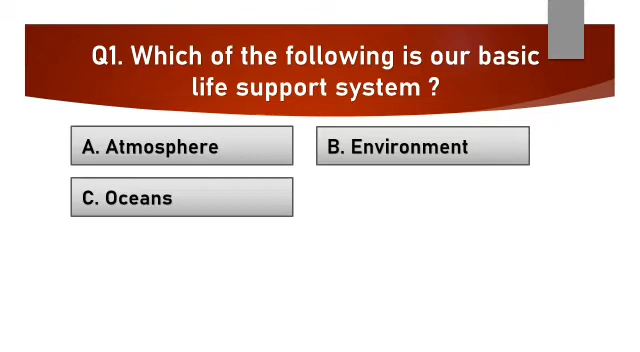 Q1. Which of the following is our basic
life support system ?
A. Atmosphere
B. Environment
C. Oceans